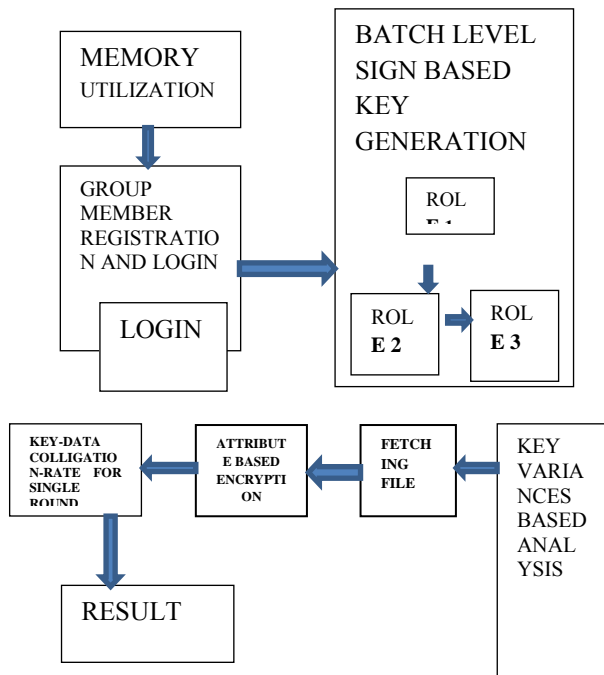 MEMORY
UTILIZATION
GROUP
MEMBER
REGISTRATIO
N AND LOGIN
LOGIN
BATCH LEVEL
SIGN BASED
KEY
GENERATION
ROL
E 1
ROL
E 2
ROL
E 3
KEY
VARIA
NCES
BASED
ANAL
YSIS
FETCH
ING
FILE
ATTRIBUT
E BASED
ENCRYPTI
ON
KEY-DATA
COLLIGATIO
N-RATE FOR
SINGLE
ROUND
RESULT